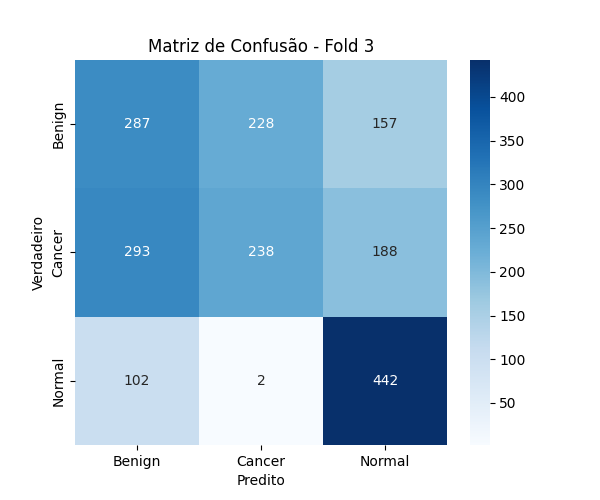 Matriz de Confusão - Fold 3
Verdadeiro
Benign
287 228 157
Cancer
293 238 188
Normal
102 2 442
Benign Cancer Normal
Predito
400
350
300
250
200
150
100
50